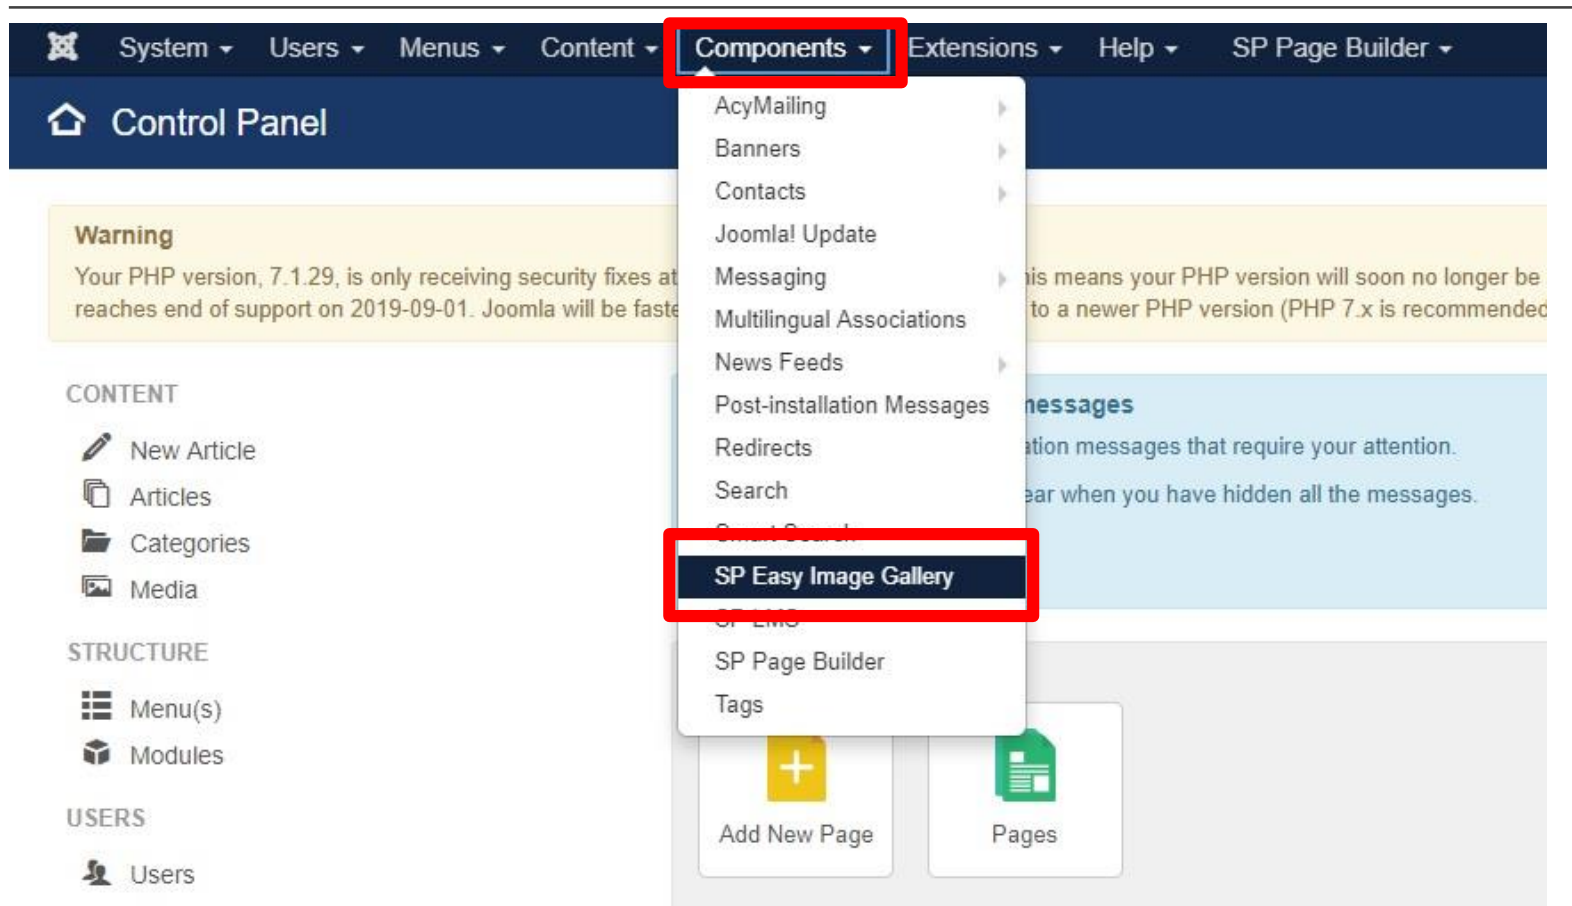 System Users Menus Content Components Extensions Help SP Page Builder
Control Panel
AcyMailing
Banners
Contacts
Joomla! Update
Messaging
Multilingual Associations
News Feeds
Post-installation Messages
Redirects
Search
Smart Search
SP Easy Image Gallery
SP LMS
SP Page Builder
Tags
Warning
Your PHP version, 7.1.29, is only receiving security fixes at his means your PHP version will soon no longer be
reaches end of support on 2019-09-01. Joomla will be faste to a newer PHP version (PHP 7.x is recommended
messages
ation messages that require your attention.
ear when you have hidden all the messages.
CONTENT
New Article
Articles
Categories
Media
STRUCTURE
Menu(s)
Modules
USERS
Users
Add New Page
Pages